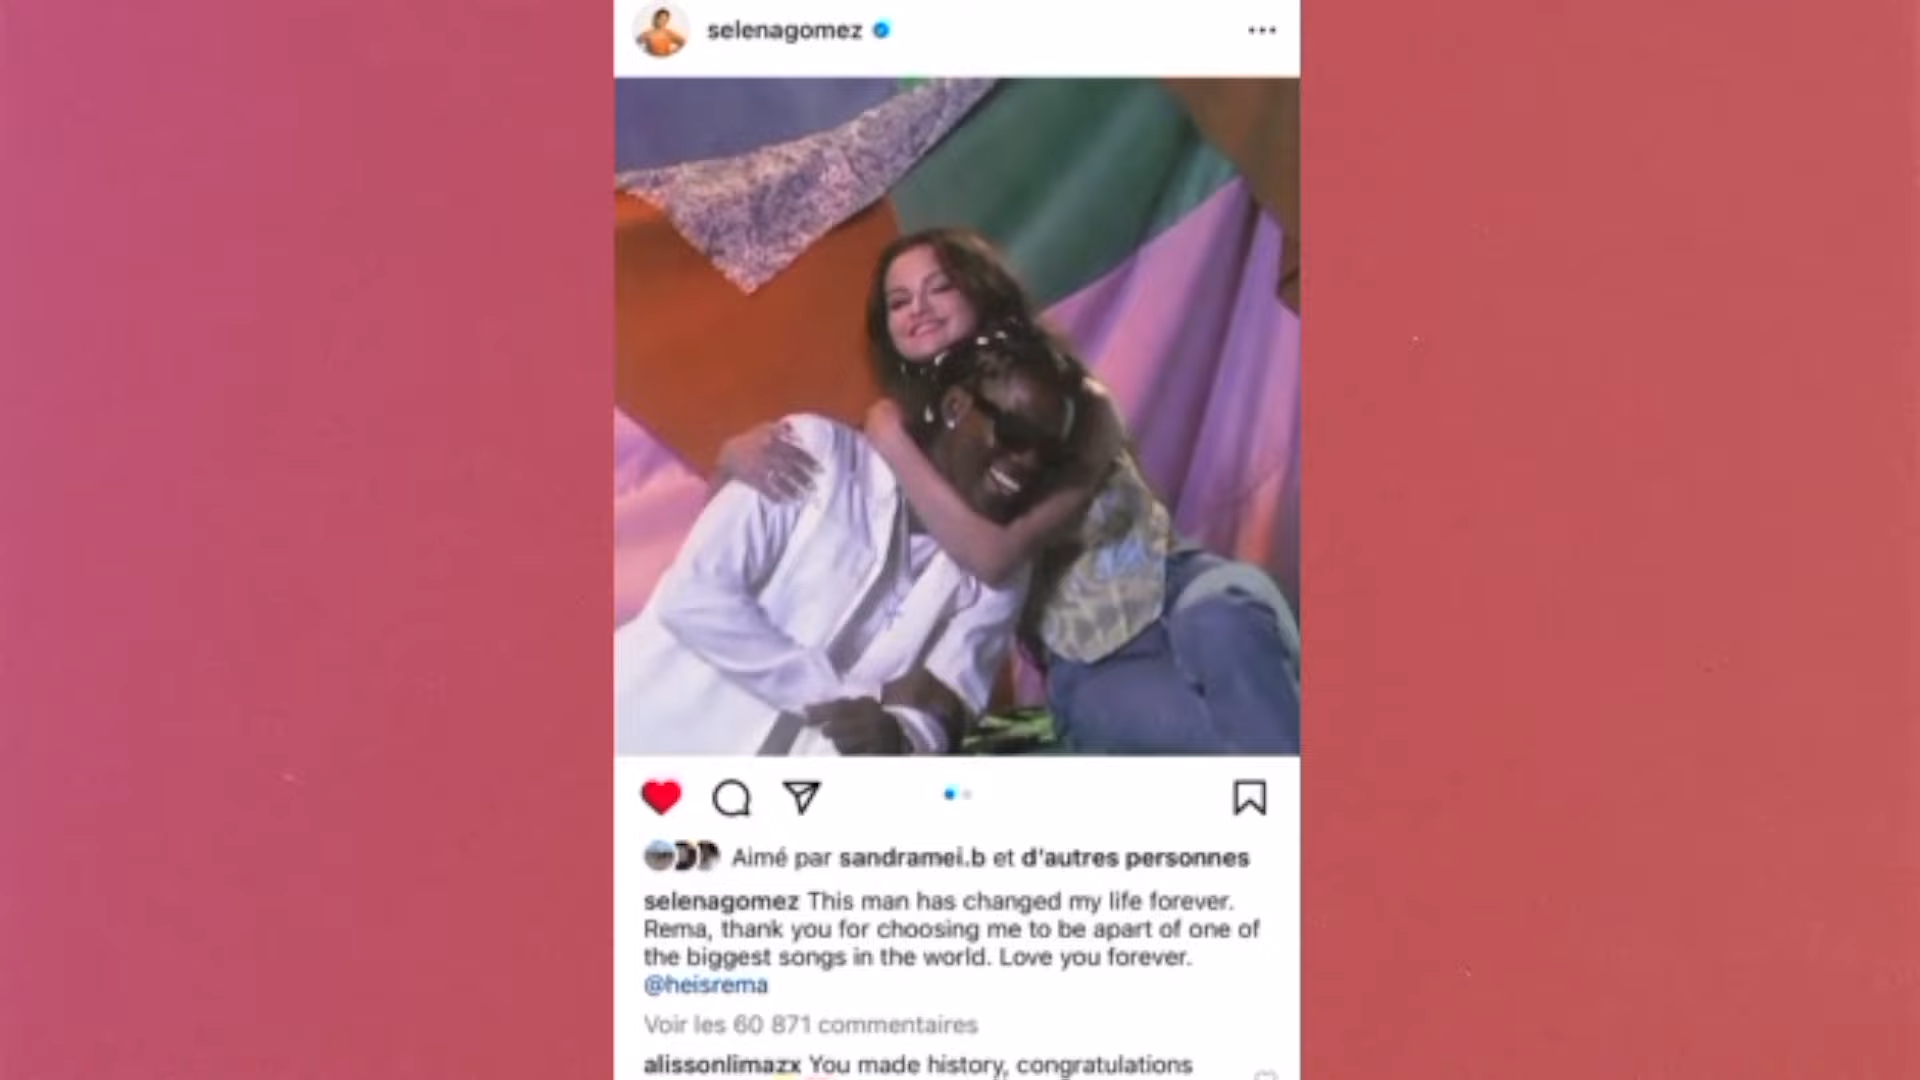 selenagomez
Aimé par sandramei.b et d'autres personnes
selenagomez This man has changed my life forever.
Rema, thank you for choosing me to be apart of one of
the biggest songs in the world. Love you forever.
@heisrema
Voir les 60 871 commentaires
alissonlimazx You made history, congratulations